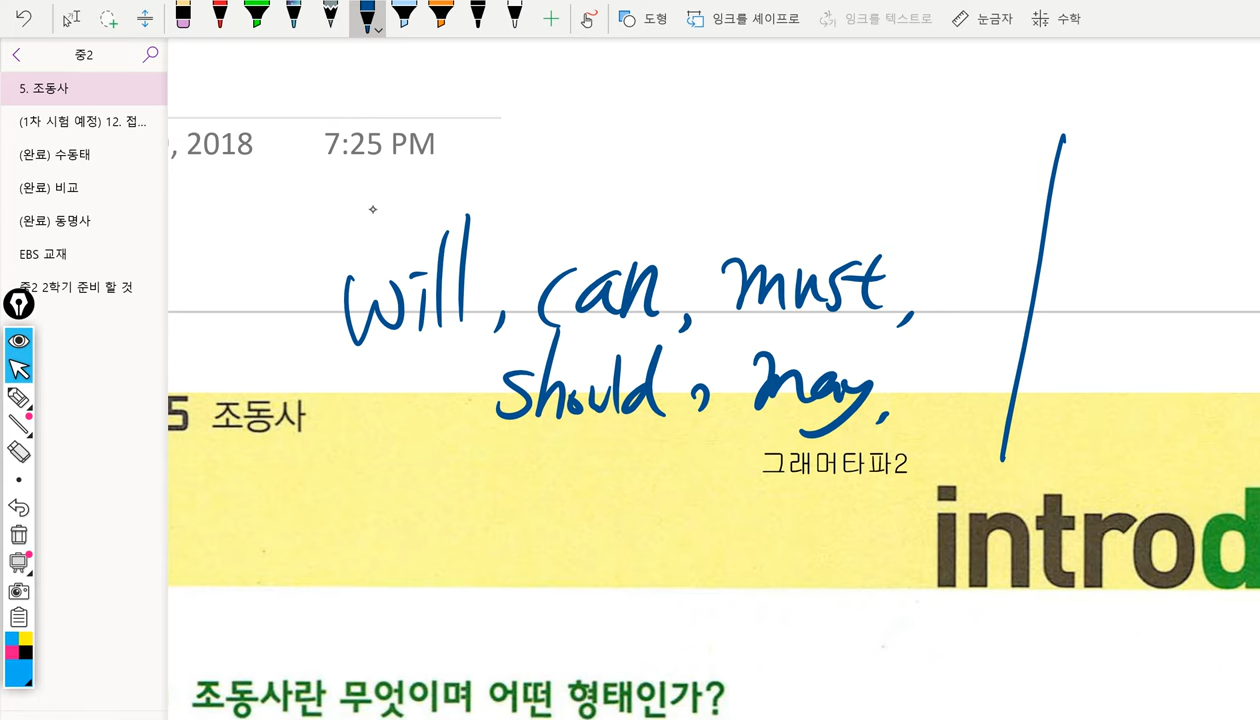 도형
잉크를 셰이프로
잉크를 텍스트로
눈금자
수학
중2
5. 조동사
(1차 시험 예정) 12. 접...
(완료) 수동태
(완료) 비교
(완료) 동명사
EBS 교재
중2 2학기 준비 할 것
, 2018 7:25 PM
will, can, must,
should, may,
5 조동사
그래머타파2
introd
조동사란 무엇이며 어떤 형태인가?